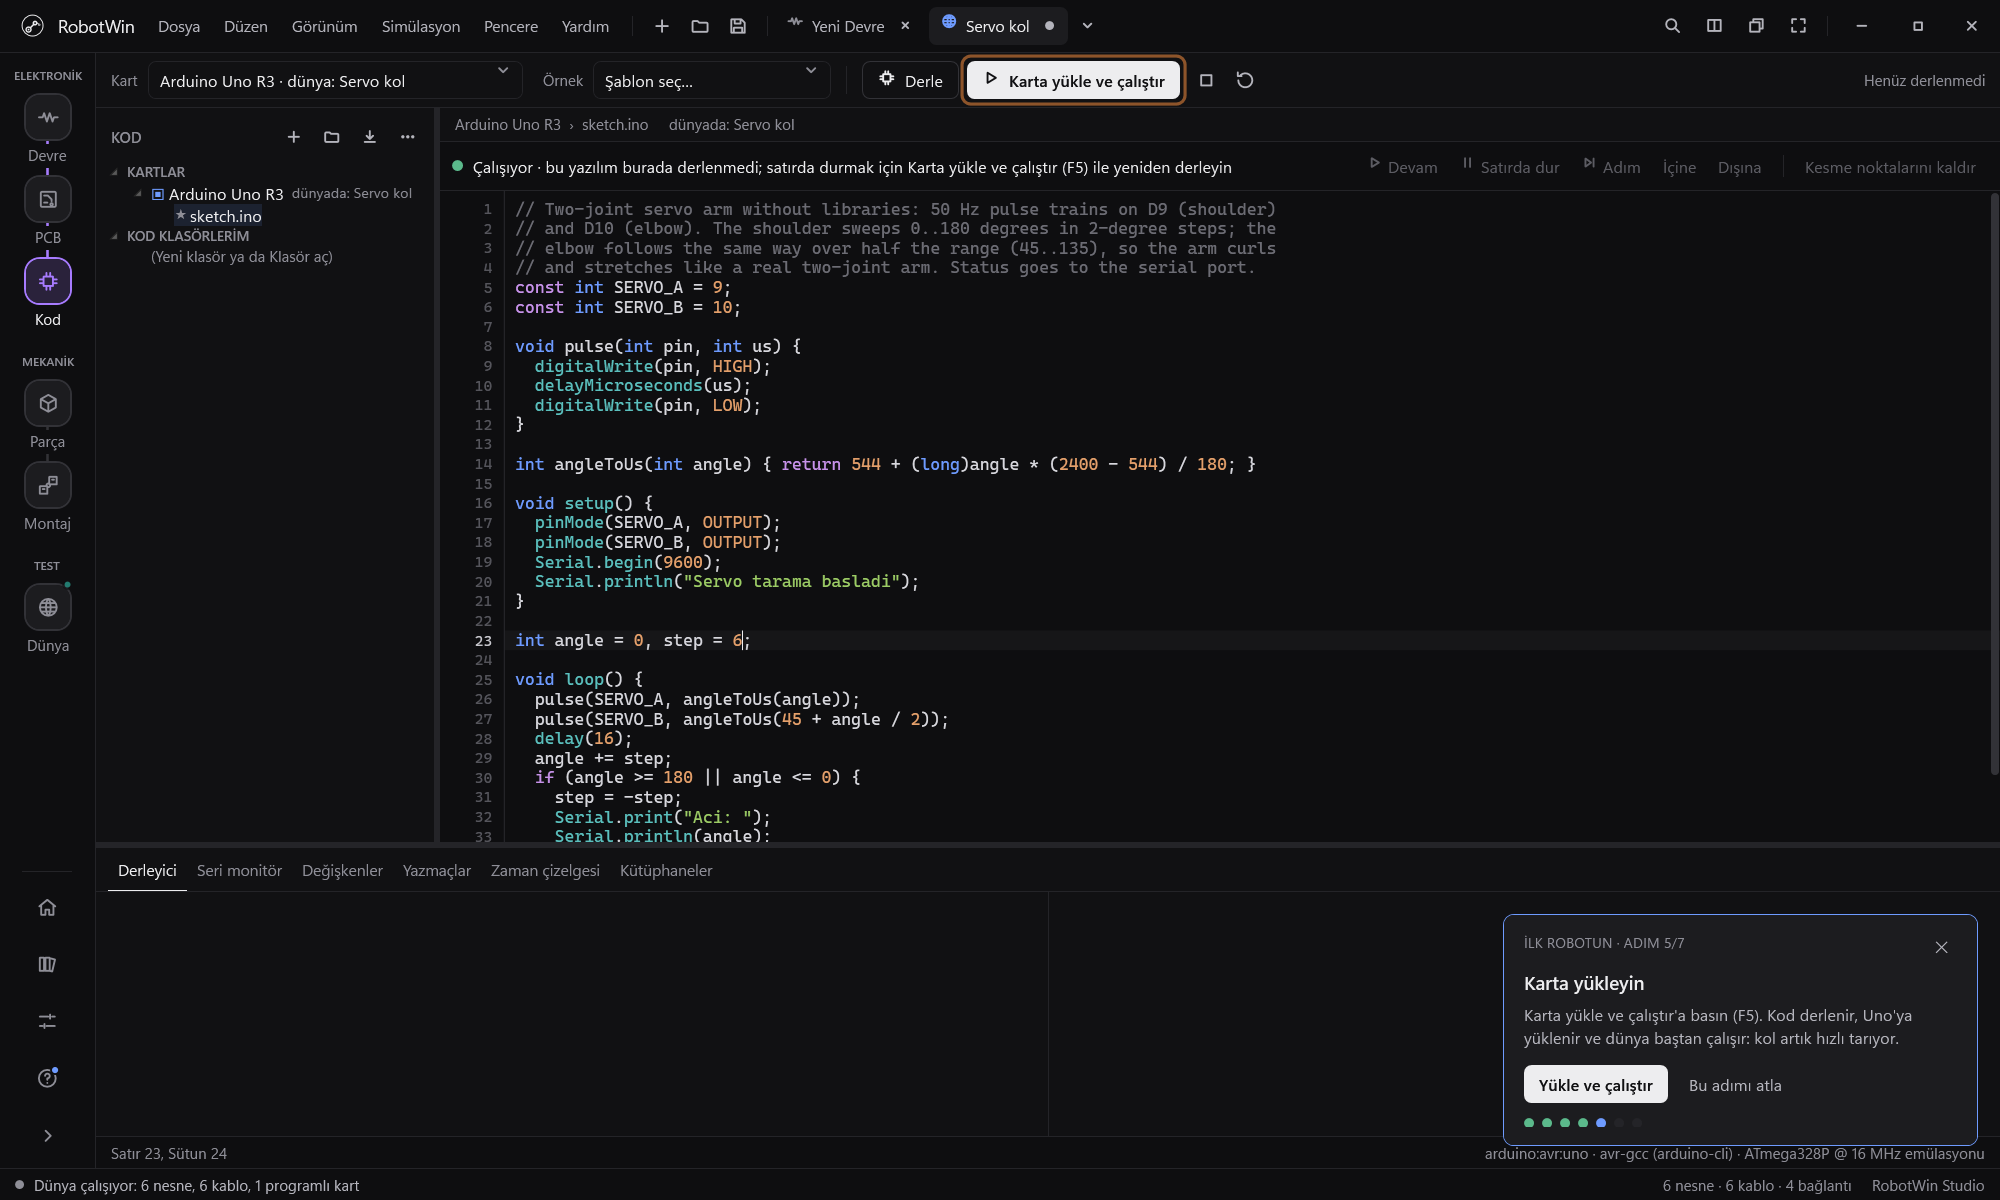 RobotWin Dosya Düzen Görünüm Simülasyon Pencere Yardım Yeni Devre Servo kol
ELEKTRONİK
Devre
PCB
Kod
MEKANİK
Parça
Montaj
TEST
Dünya
Kart Arduino Uno R3 · dünya: Servo kol Örnek Şablon seç... Derle Karta yükle ve çalıştır Henüz derlenmedi
KOD
KARTLAR
Arduino Uno R3 dünyada: Servo kol
sketch.ino
KOD KLASÖRLERİM
(Yeni klasör ya da Klasör aç)
Arduino Uno R3 › sketch.ino dünyada: Servo kol
Çalışıyor · bu yazılım burada derlenmedi; satırda durmak için Karta yükle ve çalıştır (F5) ile yeniden derleyin Devam Satırda dur Adım İçine Dışına Kesme noktalarını kaldır
1 // Two-joint servo arm without libraries: 50 Hz pulse trains on D9 (shoulder)
2 // and D10 (elbow). The shoulder sweeps 0..180 degrees in 2-degree steps; the
3 // elbow follows the same way over half the range (45..135), so the arm curls
4 // and stretches like a real two-joint arm. Status goes to the serial port.
5 const int SERVO_A = 9;
6 const int SERVO_B = 10;
7
8 void pulse(int pin, int us) {
9 digitalWrite(pin, HIGH);
10 delayMicroseconds(us);
11 digitalWrite(pin, LOW);
12 }
13
14 int angleToUs(int angle) { return 544 + (long)angle * (2400 - 544) / 180; }
15
16 void setup() {
17 pinMode(SERVO_A, OUTPUT);
18 pinMode(SERVO_B, OUTPUT);
19 Serial.begin(9600);
20 Serial.println("Servo tarama basladi");
21 }
22
23 int angle = 0, step = 6;
24
25 void loop() {
26 pulse(SERVO_A, angleToUs(angle));
27 pulse(SERVO_B, angleToUs(45 + angle / 2));
28 delay(16);
29 angle += step;
30 if (angle >= 180 || angle <= 0) {
31 step = -step;
32 Serial.print("Aci: ");
33 Serial.println(angle);
Derleyici Seri monitör Değişkenler Yazmaçlar Zaman çizelgesi Kütüphaneler
İLK ROBOTUN · ADIM 5/7
Karta yükleyin
Karta yükle ve çalıştır'a basın (F5). Kod derlenir, Uno'ya
yüklenir ve dünya baştan çalışır: kol artık hızlı tarıyor.
Yükle ve çalıştır Bu adımı atla
Satır 23, Sütun 24 arduino:avr:uno · avr-gcc (arduino-cli) · ATmega328P @ 16 MHz emülasyonu
Dünya çalışıyor: 6 nesne, 6 kablo, 1 programlı kart 6 nesne · 6 kablo · 4 bağlantı RobotWin Studio